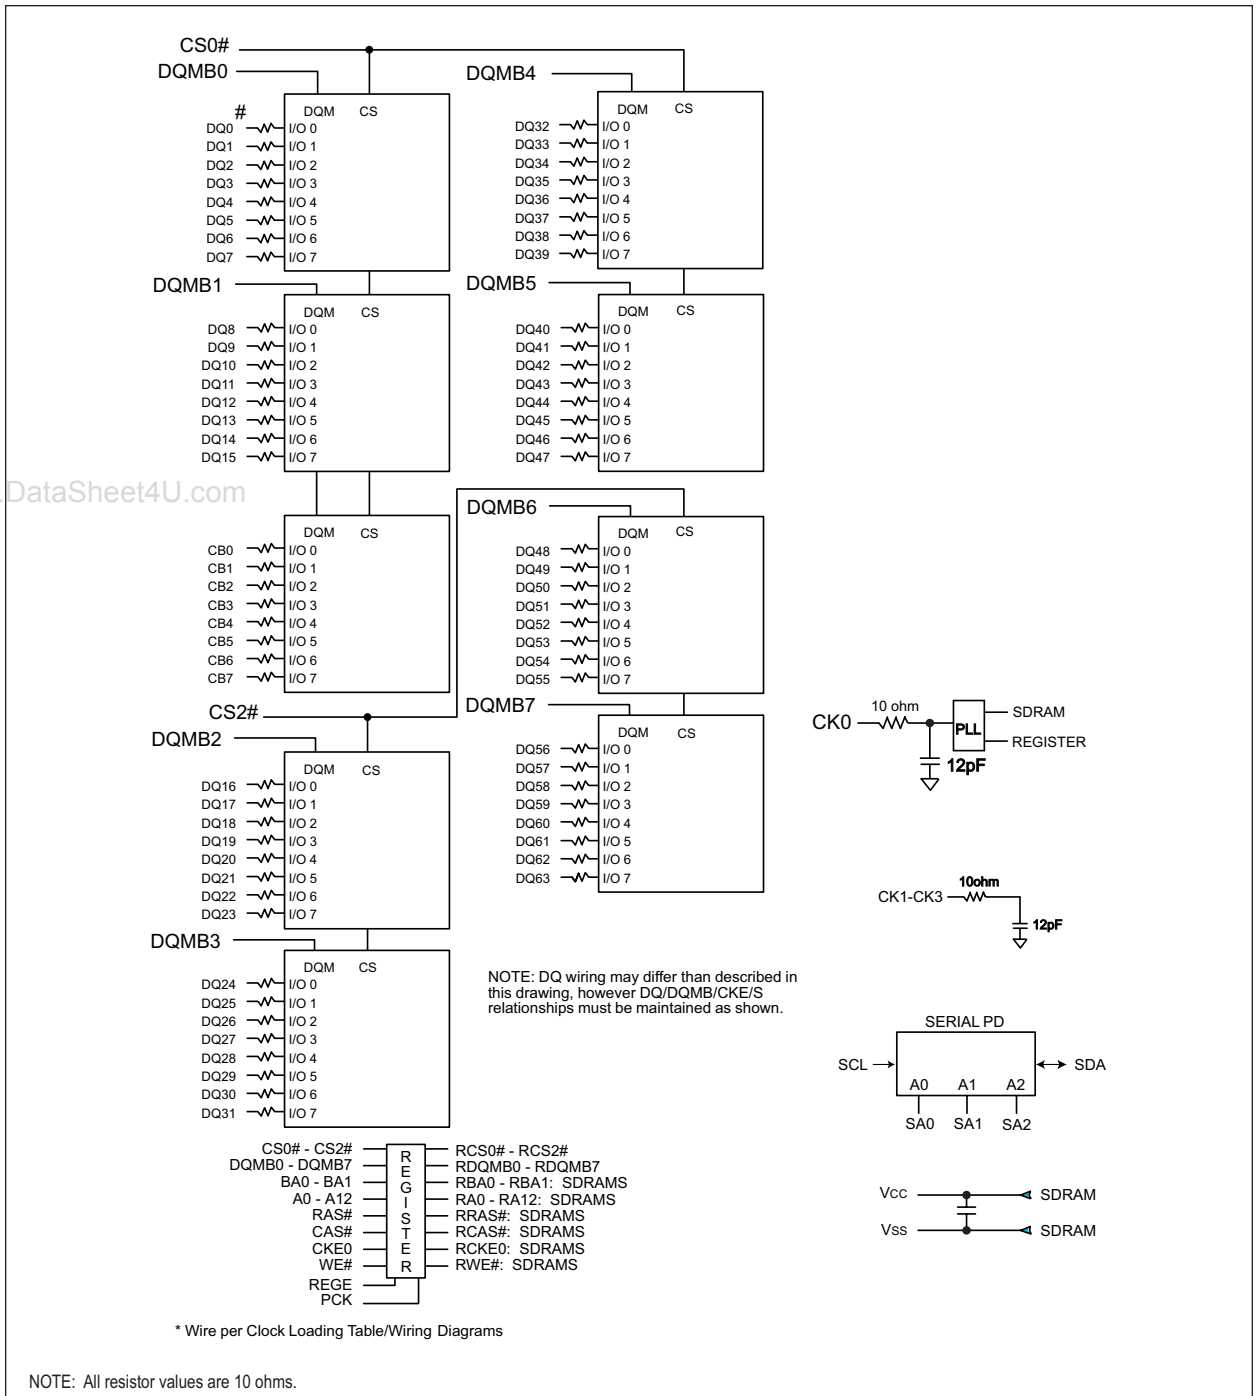 CS0#
DQMB0
#
DQM CS
DQ0 I/O 0
DQ1 I/O 1
DQ2 I/O 2
DQ3 I/O 3
DQ4 I/O 4
DQ5 I/O 5
DQ6 I/O 6
DQ7 I/O 7
DQMB1
DQM CS
DQ8 I/O 0
DQ9 I/O 1
DQ10 I/O 2
DQ11 I/O 3
DQ12 I/O 4
DQ13 I/O 5
DQ14 I/O 6
DQ15 I/O 7
.DataSheet4U.com
DQM CS
CB0 I/O 0
CB1 I/O 1
CB2 I/O 2
CB3 I/O 3
CB4 I/O 4
CB5 I/O 5
CB6 I/O 6
CB7 I/O 7
CS2#
DQMB2
DQM CS
DQ16 I/O 0
DQ17 I/O 1
DQ18 I/O 2
DQ19 I/O 3
DQ20 I/O 4
DQ21 I/O 5
DQ22 I/O 6
DQ23 I/O 7
DQMB3
DQM CS
DQ24 I/O 0
DQ25 I/O 1
DQ26 I/O 2
DQ27 I/O 3
DQ28 I/O 4
DQ29 I/O 5
DQ30 I/O 6
DQ31 I/O 7
DQMB4
DQM CS
DQ32 I/O 0
DQ33 I/O 1
DQ34 I/O 2
DQ35 I/O 3
DQ36 I/O 4
DQ37 I/O 5
DQ38 I/O 6
DQ39 I/O 7
DQMB5
DQM CS
DQ40 I/O 0
DQ41 I/O 1
DQ42 I/O 2
DQ43 I/O 3
DQ44 I/O 4
DQ45 I/O 5
DQ46 I/O 6
DQ47 I/O 7
DQMB6
DQM CS
DQ48 I/O 0
DQ49 I/O 1
DQ50 I/O 2
DQ51 I/O 3
DQ52 I/O 4
DQ53 I/O 5
DQ54 I/O 6
DQ55 I/O 7
DQMB7
DQM CS
DQ56 I/O 0
DQ57 I/O 1
DQ58 I/O 2
DQ59 I/O 3
DQ60 I/O 4
DQ61 I/O 5
DQ62 I/O 6
DQ63 I/O 7
NOTE: DQ wiring may differ than described in
this drawing, however DQ/DQMB/CKE/S
relationships must be maintained as shown.
10 ohm
CK0 PLL SDRAM
REGISTER
12pF
10ohm
CK1-CK3
12pF
SERIAL PD
SCL SDA
A0 A1 A2
SA0 SA1 SA2
Vcc SDRAM
Vss SDRAM
REGISTER
CS0# - CS2# RCS0# - RCS2#
DQMB0 - DQMB7 RDQMB0 - RDQMB7
BA0 - BA1 RBA0 - RBA1: SDRAMS
A0 - A12 RA0 - RA12: SDRAMS
RAS# RRAS#: SDRAMS
CAS# RCAS#: SDRAMS
CKE0 RCKE0: SDRAMS
WE# RWE#: SDRAMS
REGE
PCK
* Wire per Clock Loading Table/Wiring Diagrams
NOTE: All resistor values are 10 ohms.